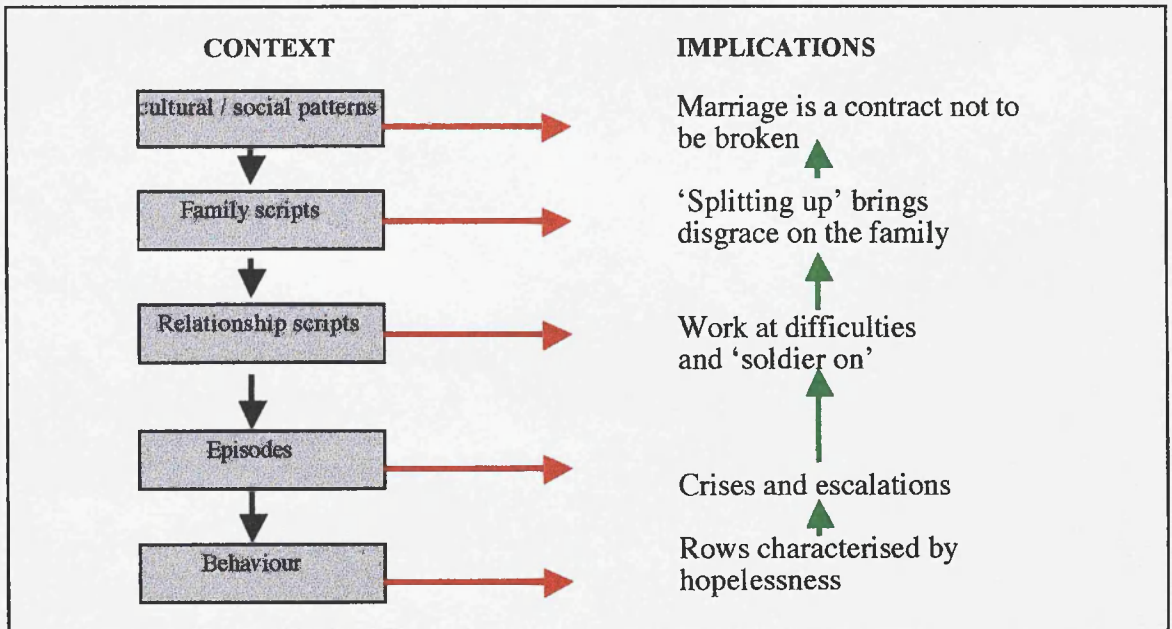 CONTEXT
IMPLICATIONS
cultural / social patterns
Marriage is a contract not to
be broken
Family scripts
‘Splitting up’ brings
disgrace on the family
Relationship scripts
Work at difficulties
and ‘soldier on’
Episodes
Crises and escalations
Behaviour
Rows characterised by
hopelessness